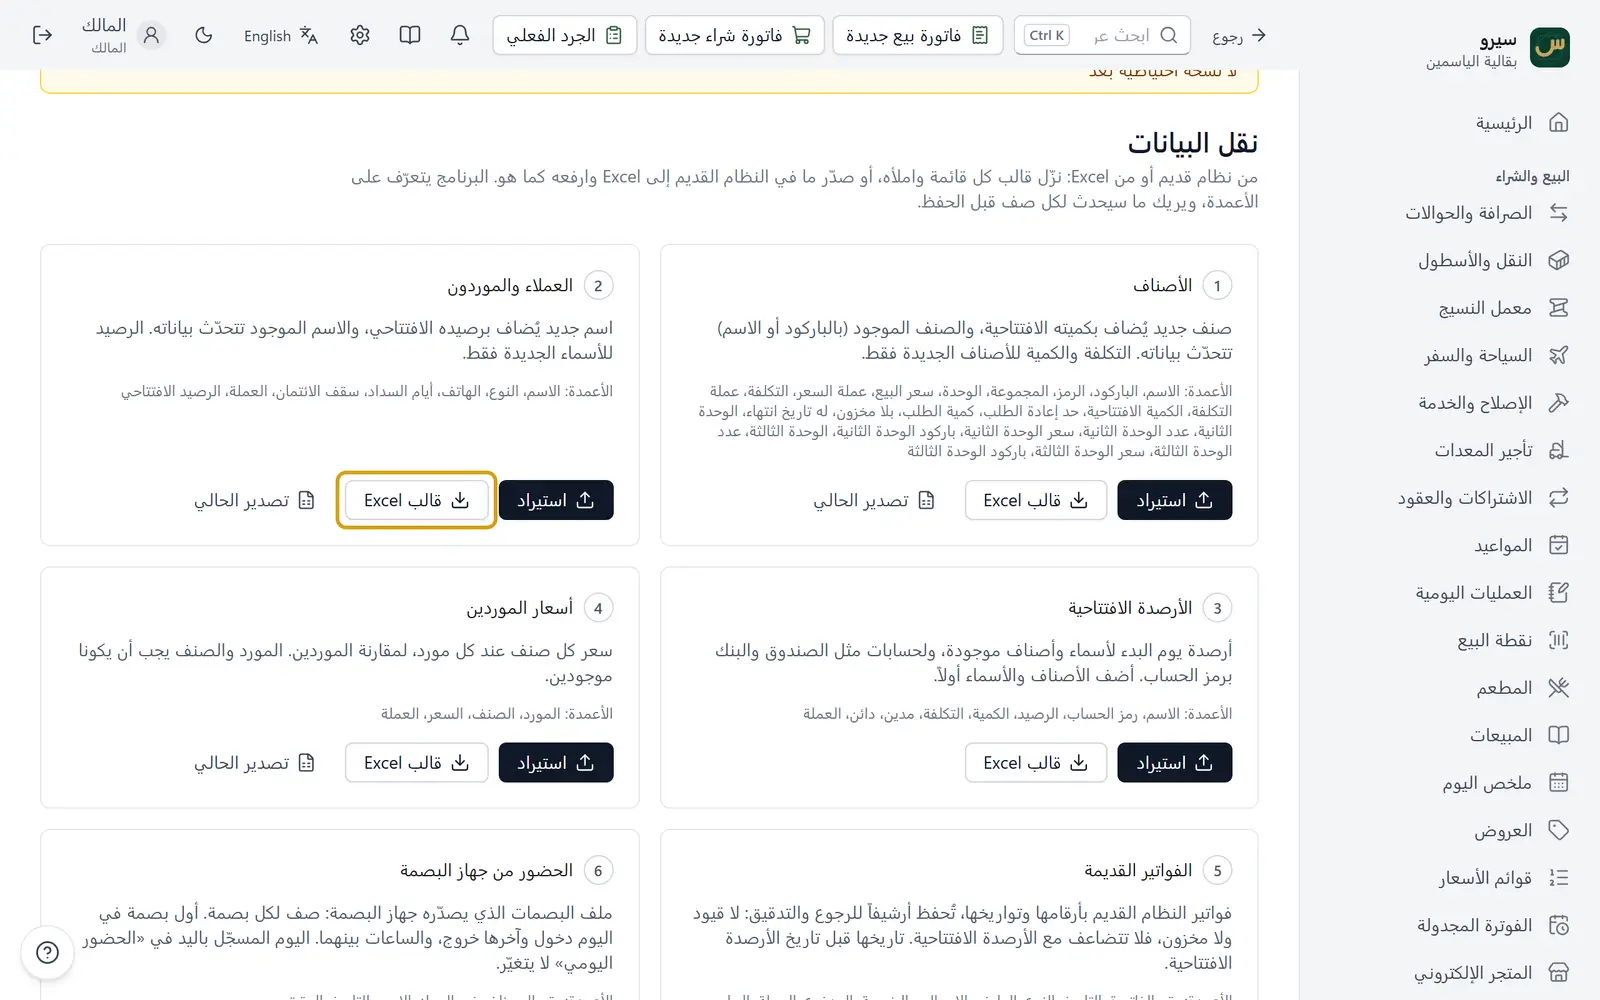 سيرو
بقالية الياسمين
رجوع
ابحث عر
Ctrl K
فاتورة بيع جديدة
فاتورة شراء جديدة
الجرد الفعلي
English
المالك
المالك
الرئيسية
البيع والشراء
الصرافة والحوالات
النقل والأسطول
معمل النسيج
السياحة والسفر
الإصلاح والخدمة
تأجير المعدات
الاشتراكات والعقود
المواعيد
العمليات اليومية
نقطة البيع
المطعم
المبيعات
ملخص اليوم
العروض
قوائم الأسعار
الفوترة المجدولة
المتجر الإلكتروني
لا نسخة احتياطية بعد
نقل البيانات
من نظام قديم أو من Excel: نزّل قالب كل قائمة واملأه، أو صدّر ما في النظام القديم إلى Excel وارفعه كما هو. البرنامج يتعرّف على
الأعمدة، ويريك ما سيحدث لكل صف قبل الحفظ.
1 الأصناف
صنف جديد يُضاف بكميته الافتتاحية، والصنف الموجود (بالباركود أو الاسم)
تتحدّث بياناته. التكلفة والكمية للأصناف الجديدة فقط.
الأعمدة: الاسم، الباركود، الرمز، المجموعة، الوحدة، سعر البيع، عملة السعر، التكلفة، عملة
التكلفة، الكمية الافتتاحية، حد إعادة الطلب، كمية الطلب، بلا مخزون، له تاريخ انتهاء، الوحدة
الثانية، عدد الوحدة الثانية، سعر الوحدة الثانية، باركود الوحدة الثانية، الوحدة الثالثة، عدد
الوحدة الثالثة، سعر الوحدة الثالثة، باركود الوحدة الثالثة
استيراد
قالب Excel
تصدير الحالي
2 العملاء والموردون
اسم جديد يُضاف برصيده الافتتاحي، والاسم الموجود تتحدّث بياناته. الرصيد
للأسماء الجديدة فقط.
الأعمدة: الاسم، النوع، الهاتف، أيام السداد، سقف الائتمان، العملة، الرصيد الافتتاحي
استيراد
قالب Excel
تصدير الحالي
3 الأرصدة الافتتاحية
أرصدة يوم البدء لأسماء وأصناف موجودة، ولحسابات مثل الصندوق والبنك
برمز الحساب. أضف الأصناف والأسماء أولاً.
الأعمدة: الاسم، رمز الحساب، الرصيد، الكمية، التكلفة، مدين، دائن، العملة
استيراد
قالب Excel
4 أسعار الموردين
سعر كل صنف عند كل مورد، لمقارنة الموردين. المورد والصنف يجب أن يكونا
موجودين.
الأعمدة: المورد، الصنف، السعر، العملة
استيراد
قالب Excel
تصدير الحالي
5 الفواتير القديمة
فواتير النظام القديم بأرقامها وتواريخها، تُحفظ أرشيفاً للرجوع والتدقيق: لا قيود
ولا مخزون، فلا تتضاعف مع الأرصدة الافتتاحية. تاريخها قبل تاريخ الأرصدة
الافتتاحية.
6 الحضور من جهاز البصمة
ملف البصمات الذي يصدّره جهاز البصمة: صف لكل بصمة. أول بصمة في
اليوم دخول وآخرها خروج، والساعات بينهما. اليوم المسجّل باليد في «الحضور
اليومي» لا يتغيّر.